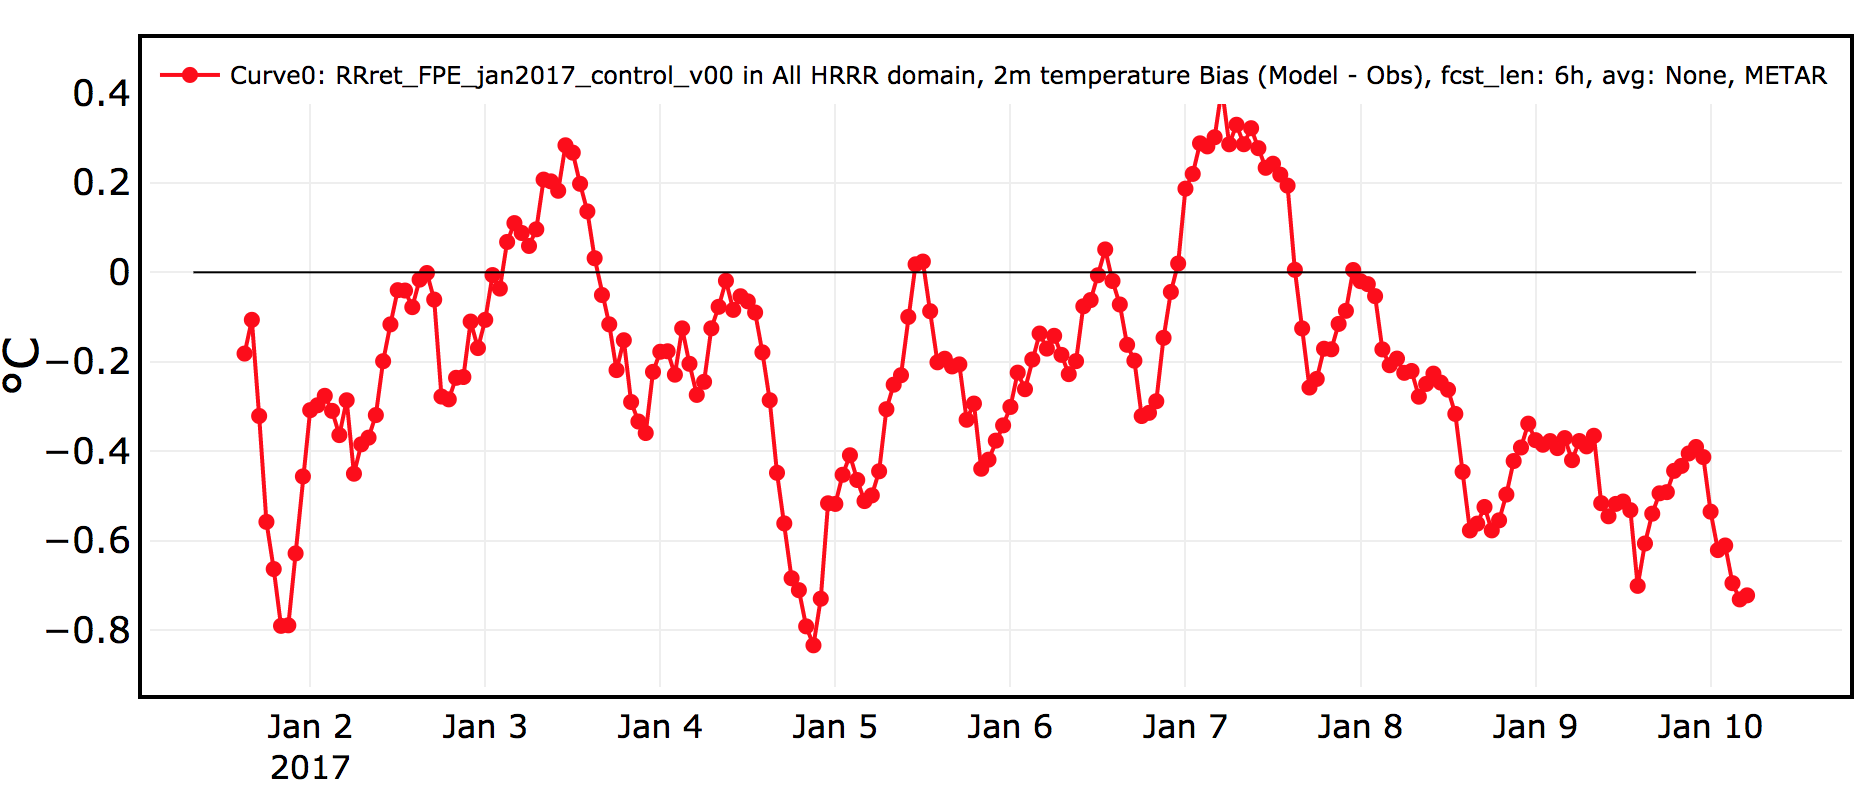 Curve0: RRret_FPE_jan2017_control_v00 in All HRRR domain, 2m temperature Bias (Model - Obs), fcst_len: 6h, avg: None, METAR
0.4
0.2
0
−0.2
−0.4
−0.6
−0.8
°C
Jan 2 Jan 3 Jan 4 Jan 5 Jan 6 Jan 7 Jan 8 Jan 9 Jan 10
2017